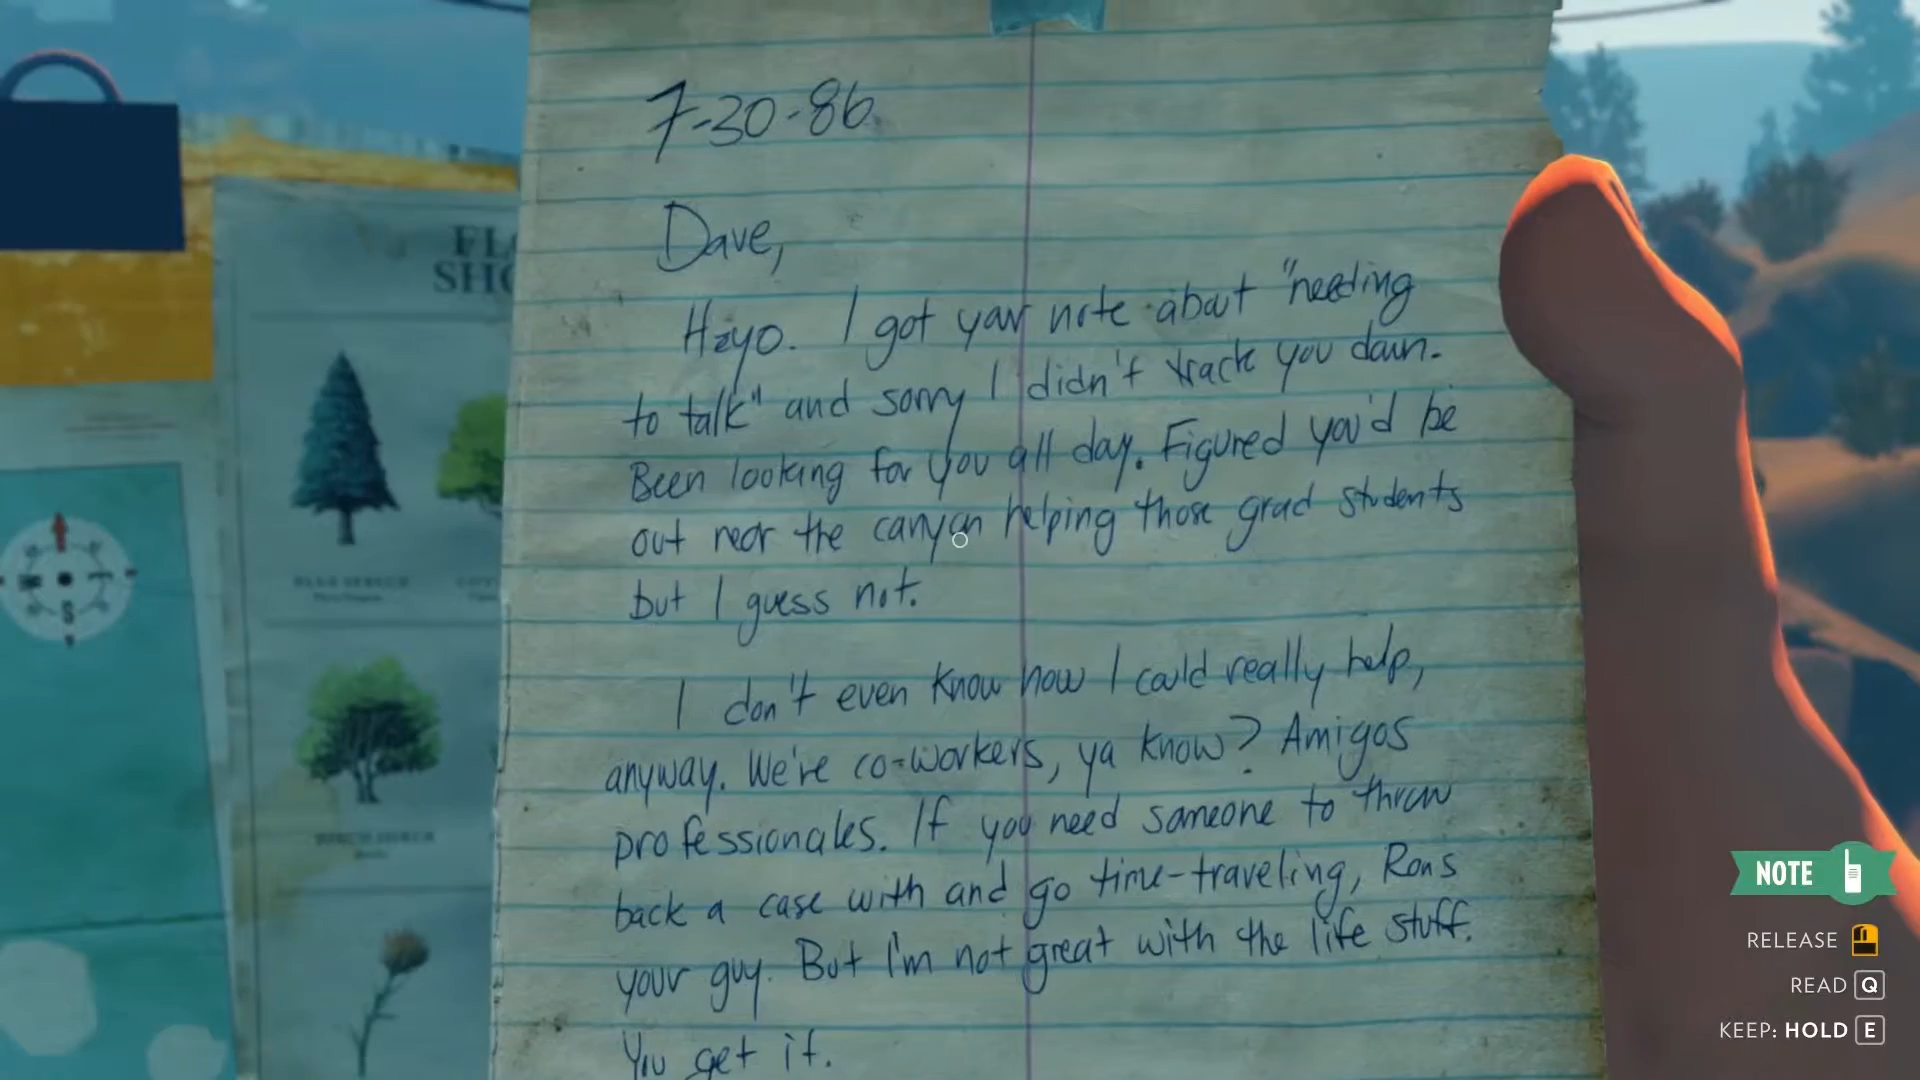 7-30-86
Dave,
Heyo. I got your note about "needing
to talk" and sorry I didn't track you down.
Been looking for you all day. Figured you'd be
out near the canyon helping those grad students
but I guess not.
I don't even know how I could really help,
anyway. We're co-workers, ya know? Amigos
professionales. If you need someone to throw
back a case with and go time-traveling, Ron's
your guy. But I'm not great with the life stuff.
You get it.
FL
SHO
S
NOTE
RELEASE
READ Q
KEEP: HOLD E